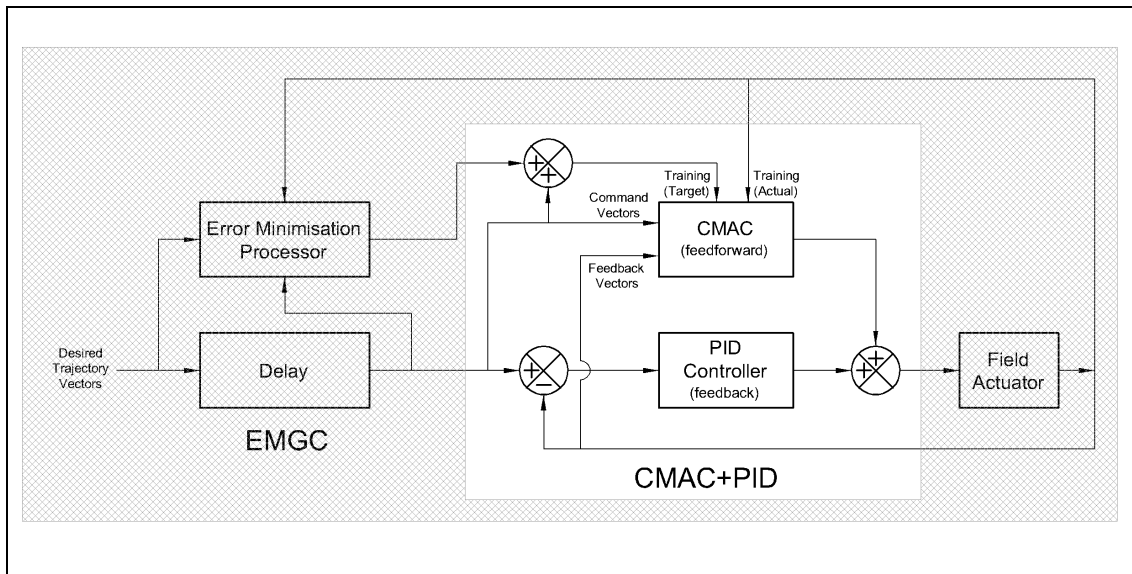 Training
(Target)
Training
(Actual)
Command
Vectors
CMAC
(feedforward)
Error Minimisation
Processor
Feedback
Vectors
Desired
Trajectory
Vectors
Delay
PID
Controller
(feedback)
Field
Actuator
EMGC
CMAC+PID